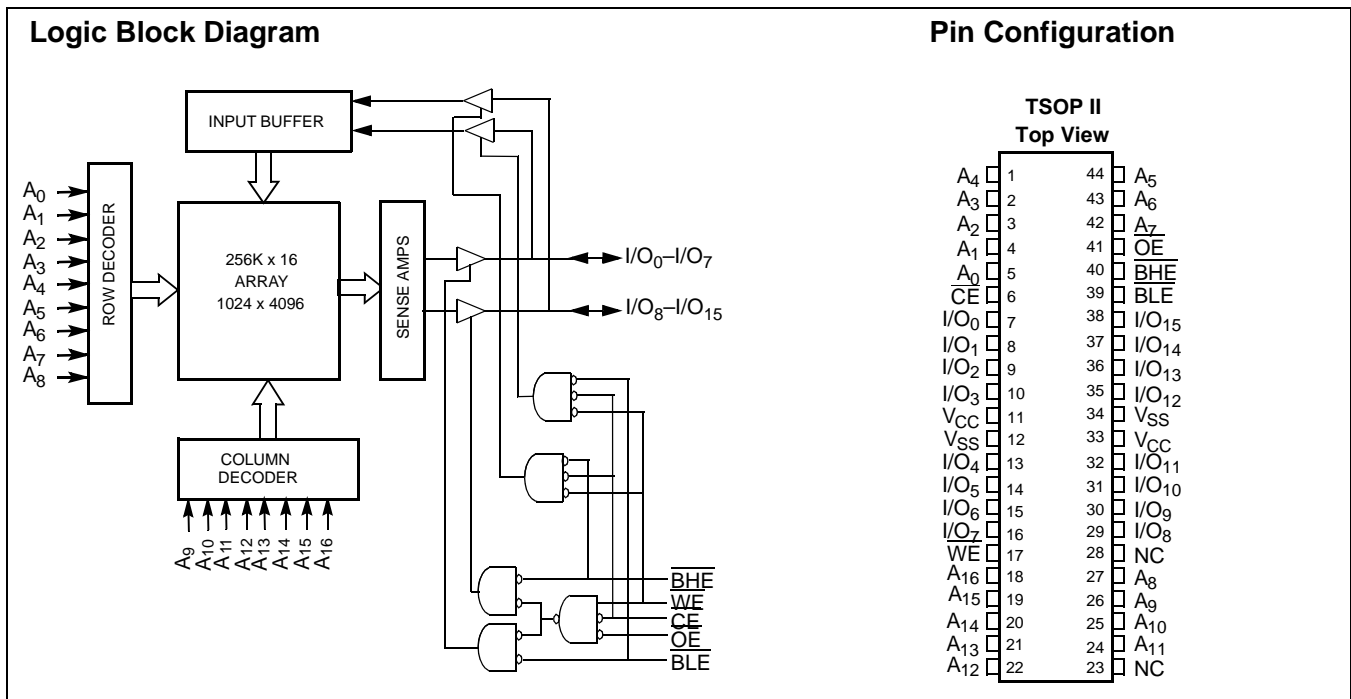 Logic Block Diagram
INPUT BUFFER
A0
A1
A2
A3
A4
A5
A6
A7
A8
ROW DECODER
256K x 16
ARRAY
1024 x 4096
SENSE AMPS
I/O0–I/O7
I/O8–I/O15
COLUMN
DECODER
A9
A10
A11
A12
A13
A14
A15
A16
BHE
WE
CE
OE
BLE
Pin Configuration
TSOP II
Top View
A4 1 44 A5
A3 2 43 A6
A2 3 42 A7
A1 4 41 OE
A0 5 40 BHE
CE 6 39 BLE
I/O0 7 38 I/O15
I/O1 8 37 I/O14
I/O2 9 36 I/O13
I/O3 10 35 I/O12
VCC 11 34 VSS
VSS 12 33 VCC
I/O4 13 32 I/O11
I/O5 14 31 I/O10
I/O6 15 30 I/O9
I/O7 16 29 I/O8
WE 17 28 NC
A16 18 27 A8
A15 19 26 A9
A14 20 25 A10
A13 21 24 A11
A12 22 23 NC